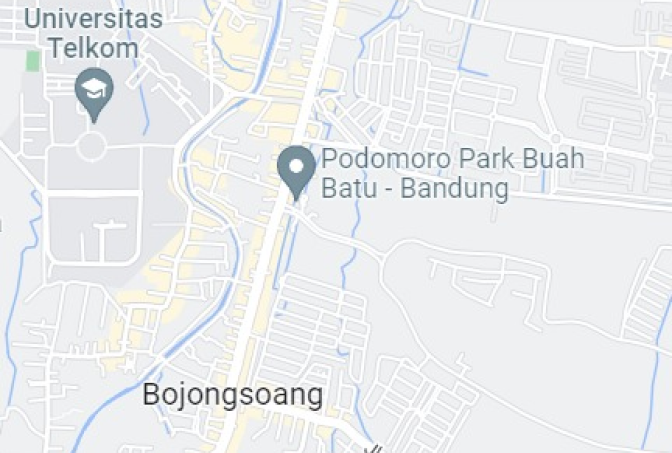 Universitas
Telkom
Podomoro Park Buah
Batu - Bandung
Bojongsoang